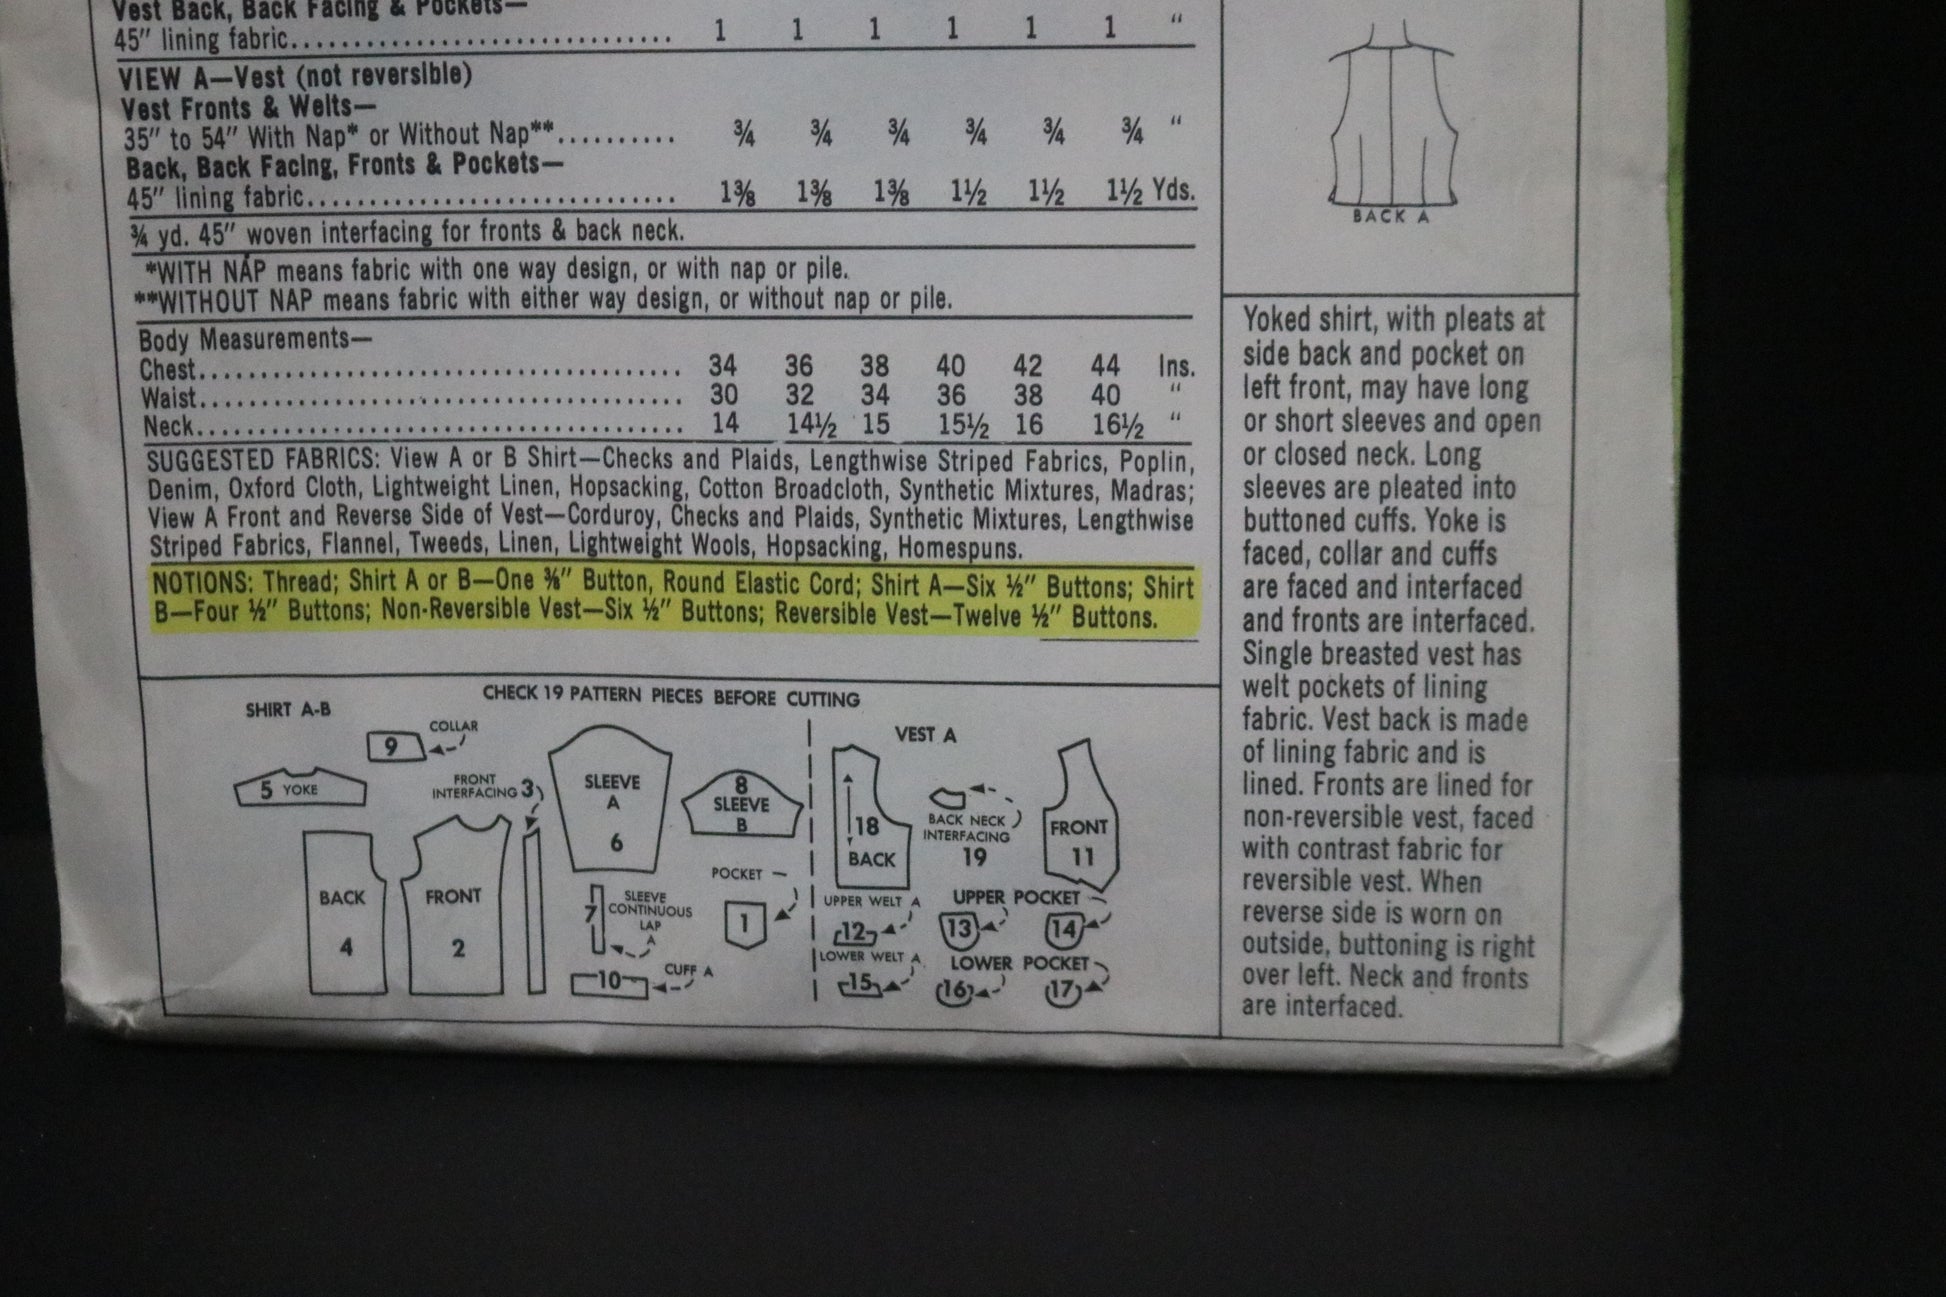 Vest Back, Back Facing & Pockets—
45" lining fabric.............................. 1 1 1 1 1 1 "
VIEW A—Vest (not reversible)
Vest Fronts & Welts—
35" to 54" With Nap* or Without Nap**.......... ¾ ¾ ¾ ¾ ¾ ¾ "
Back, Back Facing, Fronts & Pockets—
45" lining fabric.............................. 1⅜ 1⅜ 1⅜ 1½ 1½ 1½ Yds.
¾ yd. 45" woven interfacing for fronts & back neck.
*WITH NAP means fabric with one way design, or with nap or pile.
**WITHOUT NAP means fabric with either way design, or without nap or pile.
Body Measurements—
Chest....................................... 34 36 38 40 42 44 Ins.
Waist....................................... 30 32 34 36 38 40 "
Neck........................................ 14 14½ 15 15½ 16 16½ "
SUGGESTED FABRICS: View A or B Shirt—Checks and Plaids, Lengthwise Striped Fabrics, Poplin,
Denim, Oxford Cloth, Lightweight Linen, Hopsacking, Cotton Broadcloth, Synthetic Mixtures, Madras;
View A Front and Reverse Side of Vest—Corduroy, Checks and Plaids, Synthetic Mixtures, Lengthwise
Striped Fabrics, Flannel, Tweeds, Linen, Lightweight Wools, Hopsacking, Homespuns.
NOTIONS: Thread; Shirt A or B—One ⅜" Button, Round Elastic Cord; Shirt A—Six ½" Buttons; Shirt
B—Four ½" Buttons; Non-Reversible Vest—Six ½" Buttons; Reversible Vest—Twelve ½" Buttons.
CHECK 19 PATTERN PIECES BEFORE CUTTING
SHIRT A-B
COLLAR
9
5 YOKE
FRONT
INTERFACING 3
SLEEVE
A
6
8
SLEEVE
B
BACK
4
FRONT
2
7
SLEEVE
CONTINUOUS
LAP
A
POCKET
1
10
CUFF A
VEST A
18
BACK
BACK NECK
INTERFACING
19
FRONT
11
UPPER WELT A
12
UPPER POCKET
13
14
LOWER WELT A
15
LOWER POCKET
16
17
BACK A
Yoked shirt, with pleats at
side back and pocket on
left front, may have long
or short sleeves and open
or closed neck. Long
sleeves are pleated into
buttoned cuffs. Yoke is
faced, collar and cuffs
are faced and interfaced
and fronts are interfaced.
Single breasted vest has
welt pockets of lining
fabric. Vest back is made
of lining fabric and is
lined. Fronts are lined for
non-reversible vest, faced
with contrast fabric for
reversible vest. When
reverse side is worn on
outside, buttoning is right
over left. Neck and fronts
are interfaced.